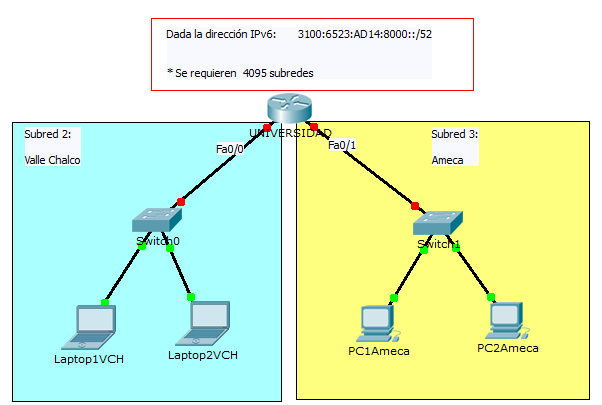 Dada la dirección IPv6: 3100:6523:AD14:8000::/52
* Se requieren 4095 subredes
UNIVERSIDAD
Subred 2:
Subred 3:
Fa0/0
Fa0/1
Valle Chalco
Ameca
Switch0
Switch1
Laptop1VCH
Laptop2VCH
PC1Ameca
PC2Ameca